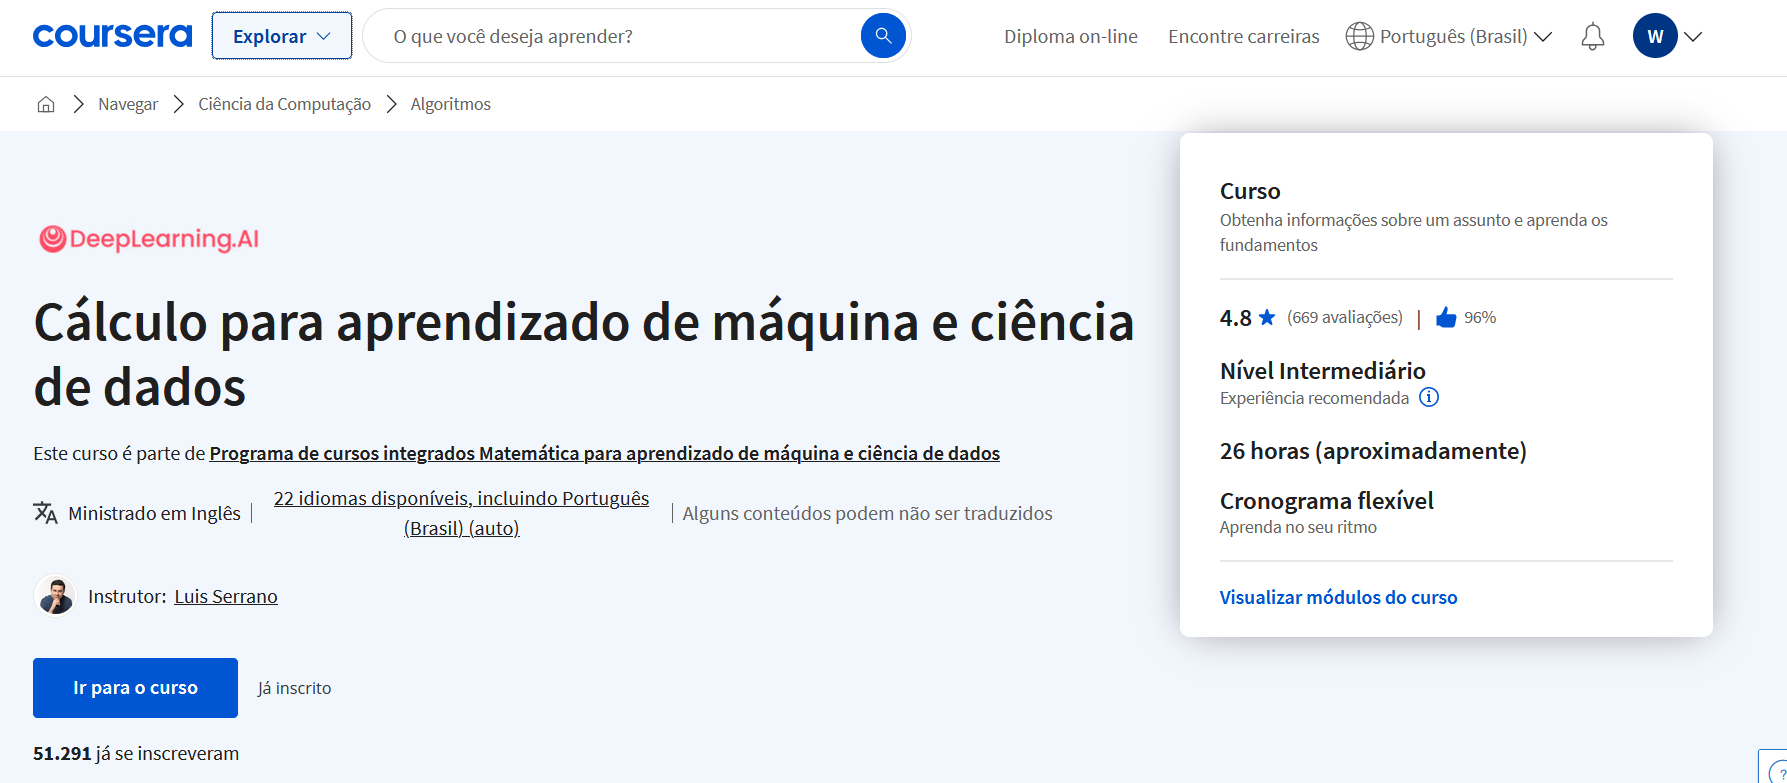 coursera
Explorar
O que você deseja aprender?
Diploma on-line
Encontre carreiras
Português (Brasil)
W
Navegar
Ciência da Computação
Algoritmos
DeepLearning.AI
Cálculo para aprendizado de máquina e ciência
de dados
Este curso é parte de Programa de cursos integrados Matemática para aprendizado de máquina e ciência de dados
Ministrado em Inglês
22 idiomas disponíveis, incluindo Português
(Brasil) (auto)
Alguns conteúdos podem não ser traduzidos
Instrutor: Luis Serrano
Ir para o curso
Já inscrito
51.291 já se inscreveram
Curso
Obtenha informações sobre um assunto e aprenda os
fundamentos
4.8 (669 avaliações) | 96%
Nível Intermediário
Experiência recomendada
26 horas (aproximadamente)
Cronograma flexível
Aprenda no seu ritmo
Visualizar módulos do curso